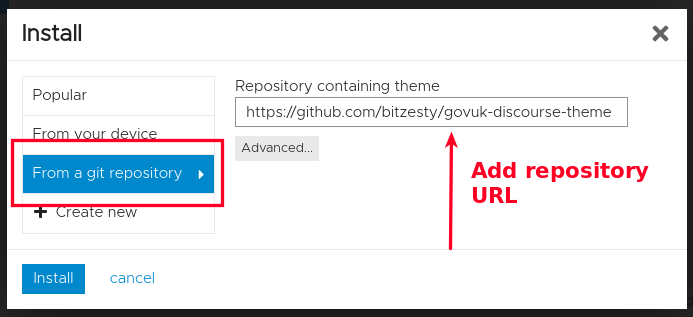 Install
Popular
From your device
From a git repository
Create new
Repository containing theme
https://github.com/bitzesty/govuk-discourse-theme
Advanced...
Add repository
URL
Install
cancel